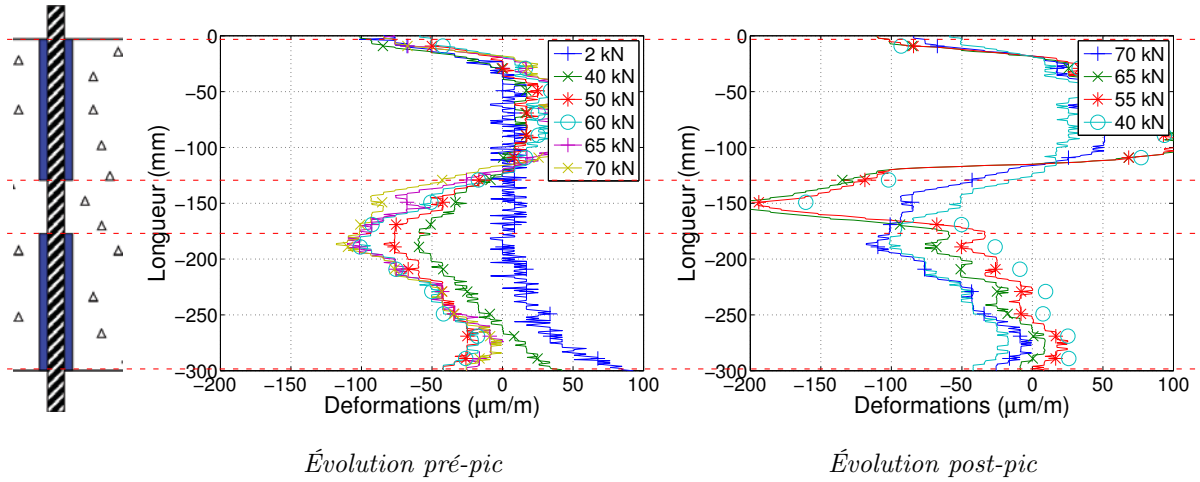 0
−50
−100
−150
−200
−250
−300
Longueur (mm)
−200
−150
−100
−50
0
50
100
Deformations (μm/m)
2 kN
40 kN
50 kN
60 kN
65 kN
70 kN
Évolution pré-pic
0
−50
−100
−150
−200
−250
−300
Longueur (mm)
−200
−150
−100
−50
0
50
100
Deformations (μm/m)
70 kN
65 kN
55 kN
40 kN
Évolution post-pic